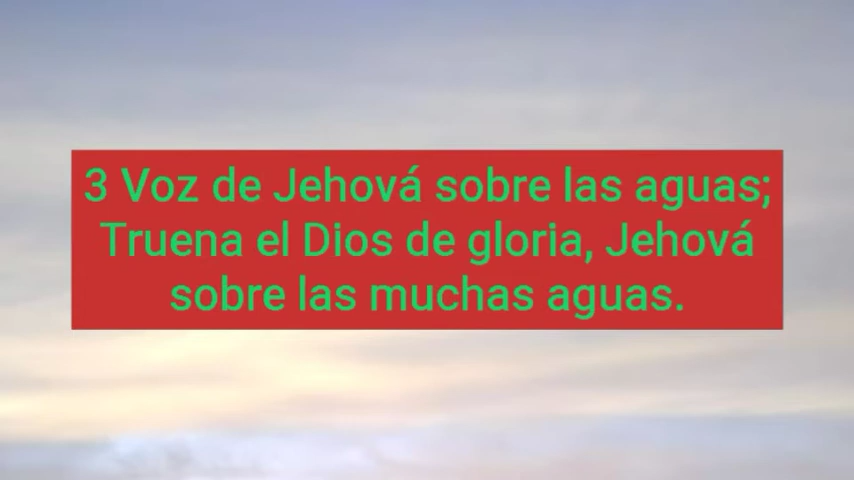 3 Voz de Jehová sobre las aguas;
Truena el Dios de gloria, Jehová
sobre las muchas aguas.